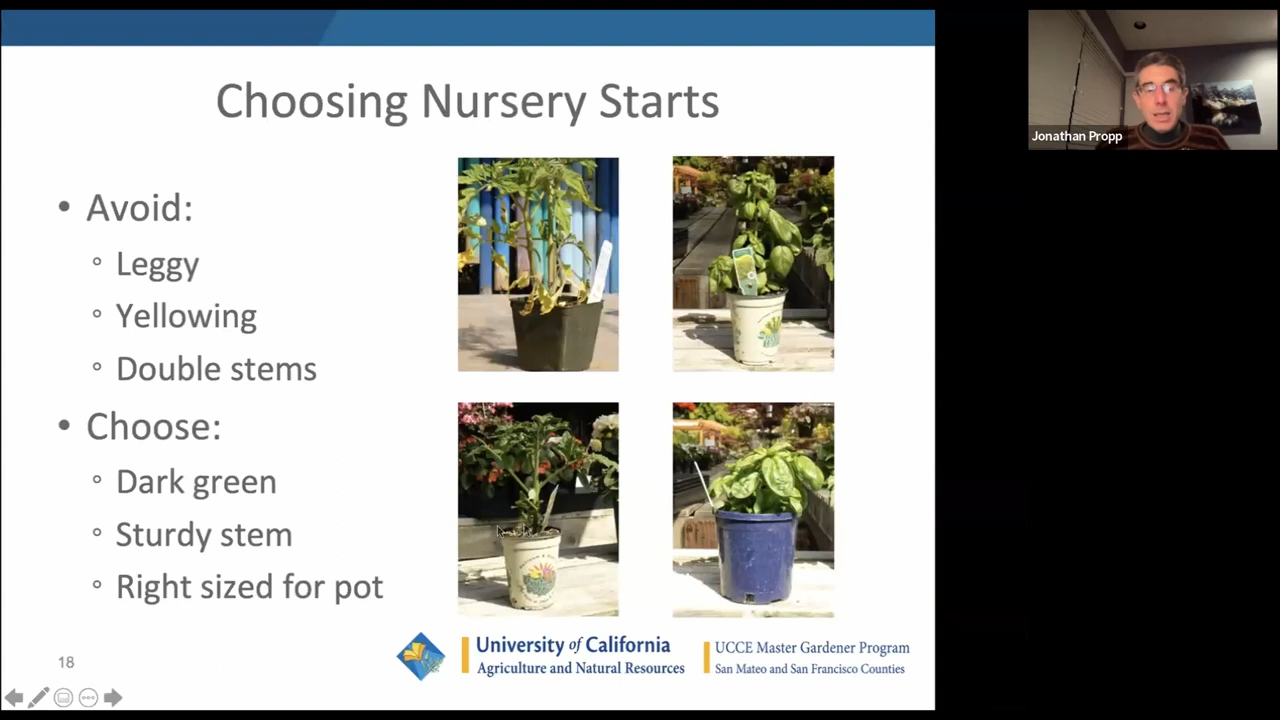 Choosing Nursery Starts
• Avoid:
◦ Leggy
◦ Yellowing
◦ Double stems
• Choose:
◦ Dark green
◦ Sturdy stem
◦ Right sized for pot
University of California
Agriculture and Natural Resources
UCCE Master Gardener Program
San Mateo and San Francisco Counties
18
Jonathan Propp